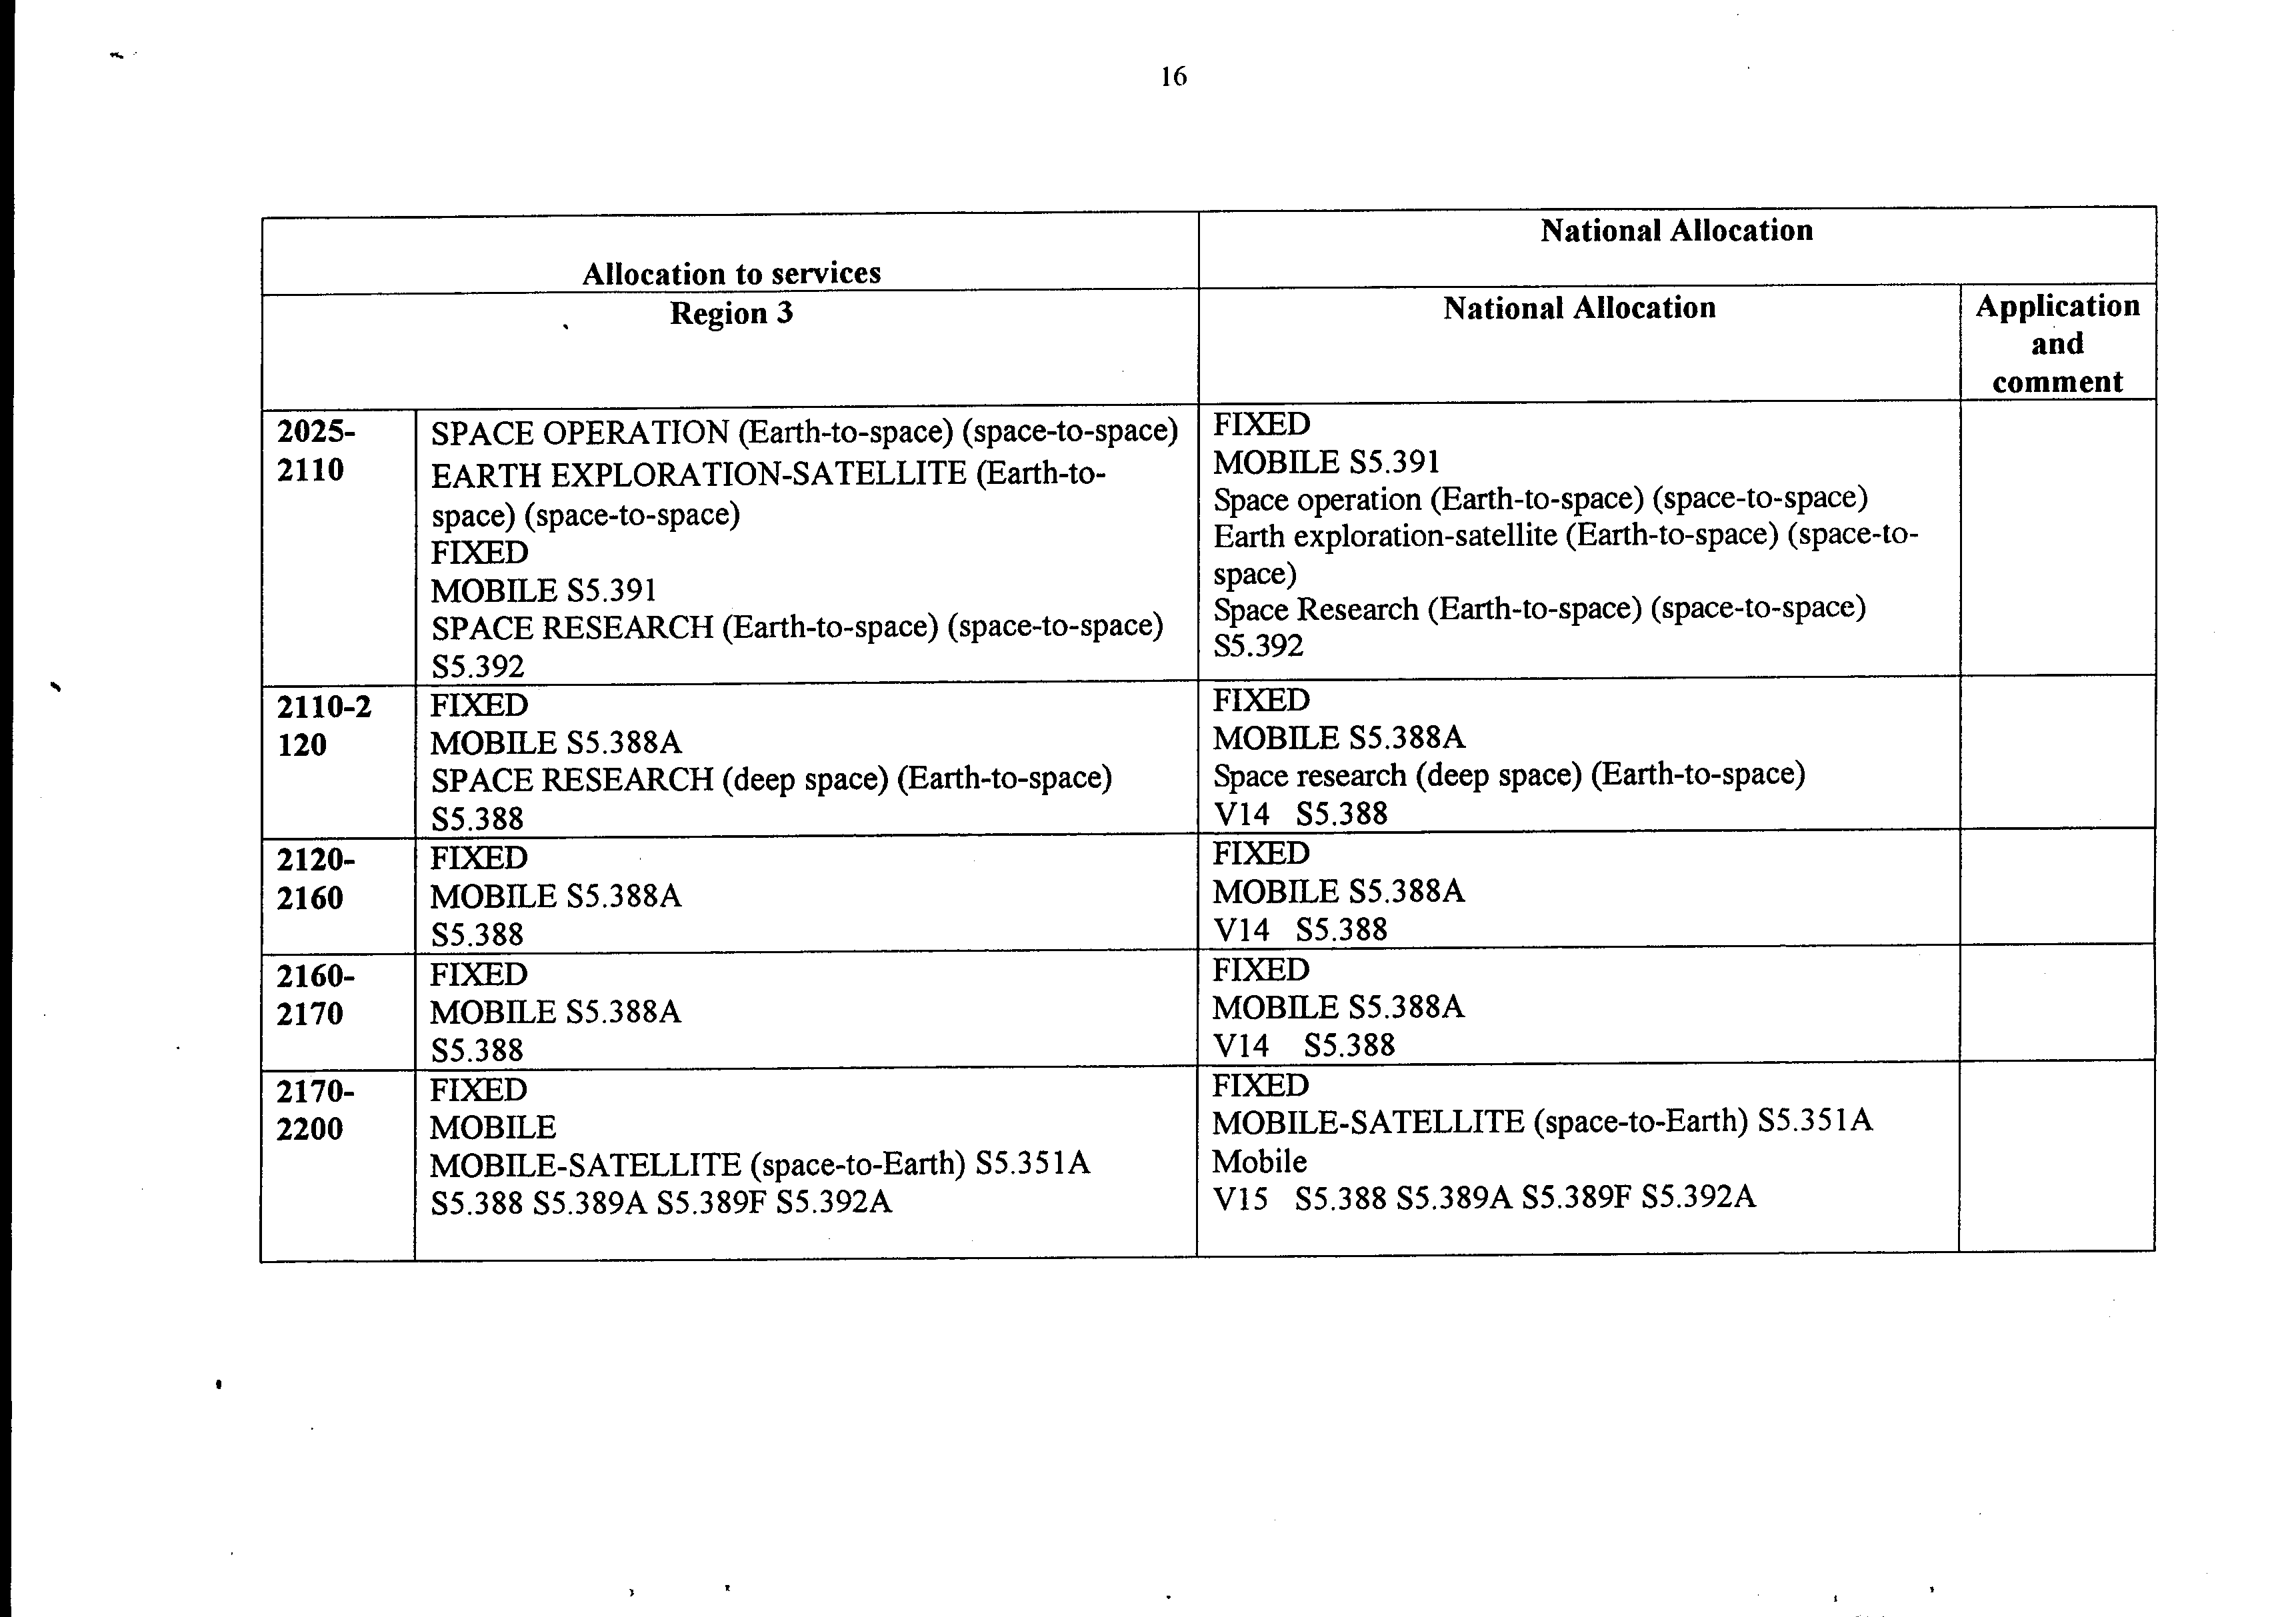 16
National Allocation
Allocation to services
Region 3
National Allocation
Application
and
comment
2025-
2110
SPACE OPERATION (Earth-to-space) (space-to-space)
EARTH EXPLORATION-SATELLITE (Earth-to-
space) (space-to-space)
FIXED
MOBILE S5.391
SPACE RESEARCH (Earth-to-space) (space-to-space)
S5.392
FIXED
MOBILE S5.391
Space operation (Earth-to-space) (space-to-space)
Earth exploration-satellite (Earth-to-space) (space-to-
space)
Space Research (Earth-to-space) (space-to-space)
S5.392
2110-2
120
FIXED
MOBILE S5.388A
SPACE RESEARCH (deep space) (Earth-to-space)
S5.388
FIXED
MOBILE S5.388A
Space research (deep space) (Earth-to-space)
V14 S5.388
2120-
2160
FIXED
MOBILE S5.388A
S5.388
FIXED
MOBILE S5.388A
V14 S5.388
2160-
2170
FIXED
MOBILE S5.388A
S5.388
FIXED
MOBILE S5.388A
V14 S5.388
2170-
2200
FIXED
MOBILE
MOBILE-SATELLITE (space-to-Earth) S5.351A
S5.388 S5.389A S5.389F S5.392A
FIXED
MOBILE-SATELLITE (space-to-Earth) S5.351A
Mobile
V15 S5.388 S5.389A S5.389F S5.392A